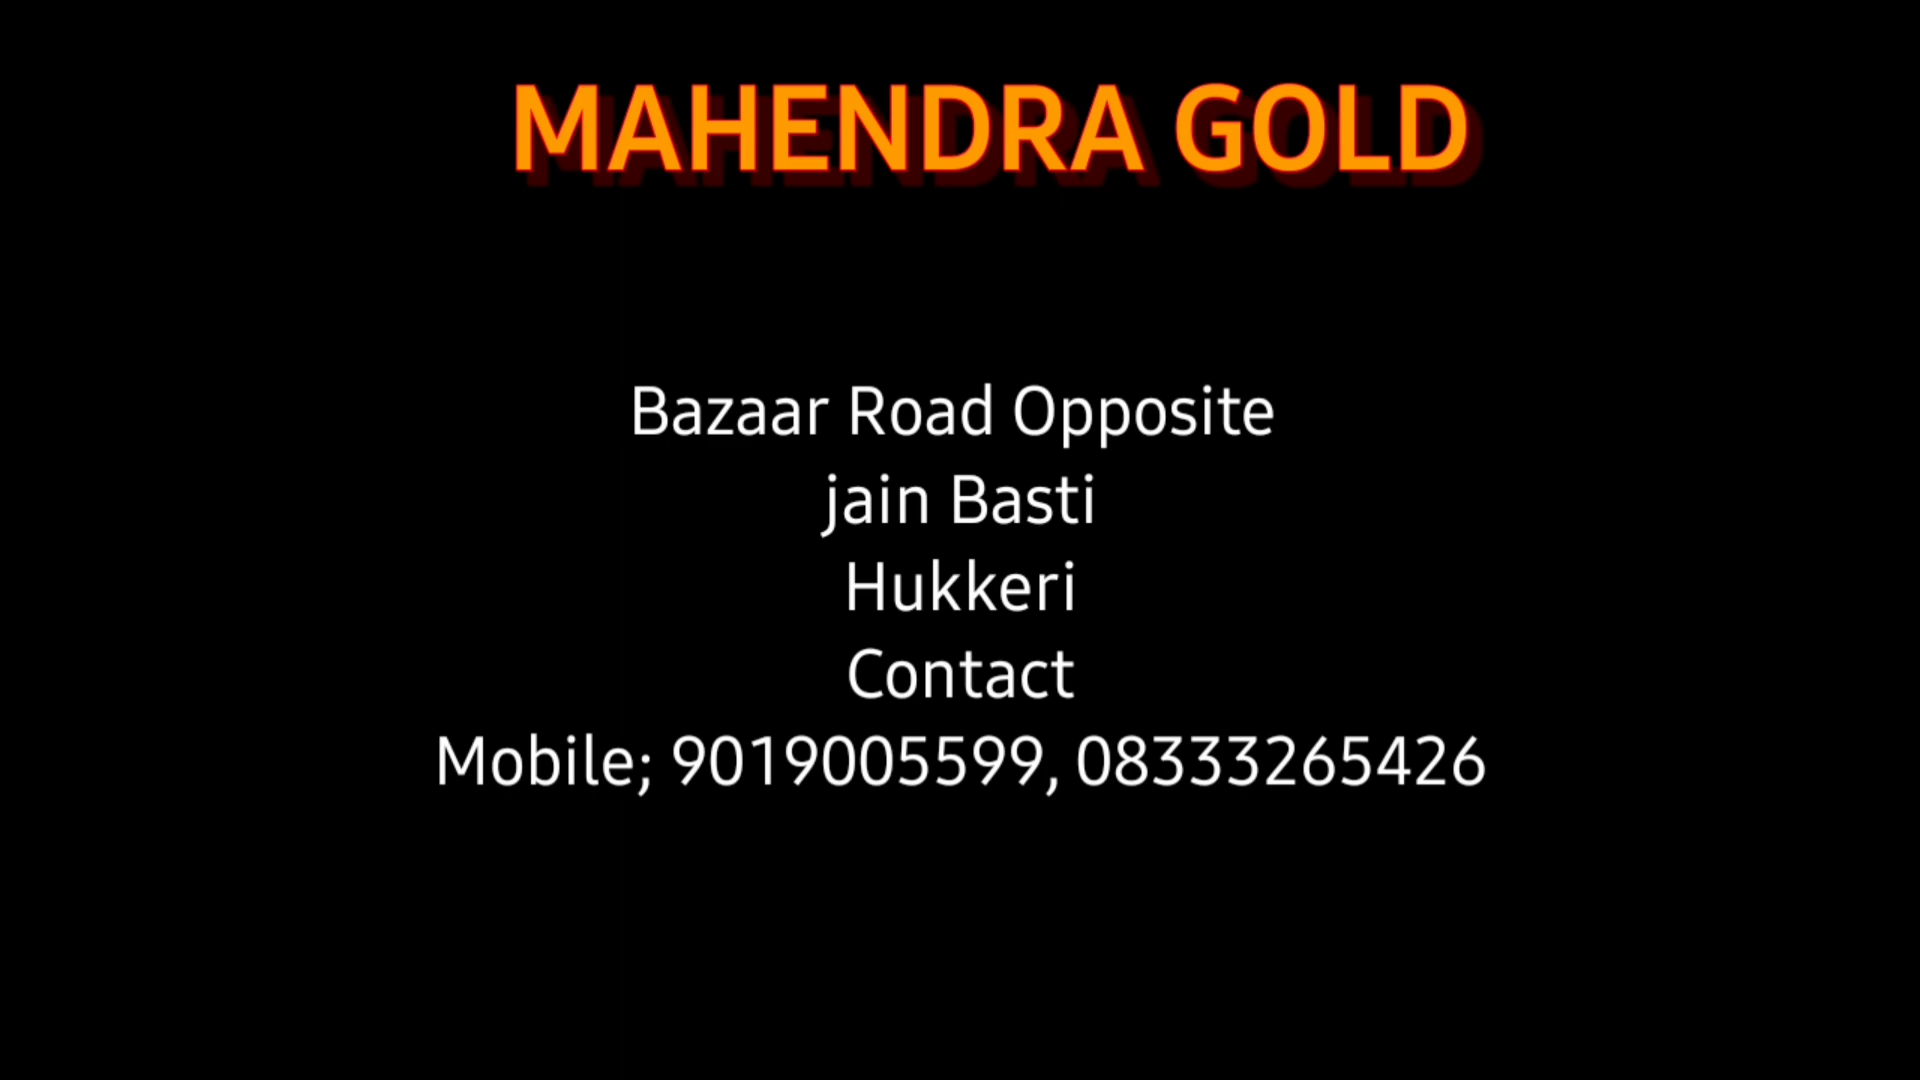 MAHENDRA GOLD
Bazaar Road Opposite
jain Basti
Hukkeri
Contact
Mobile; 9019005599, 08333265426